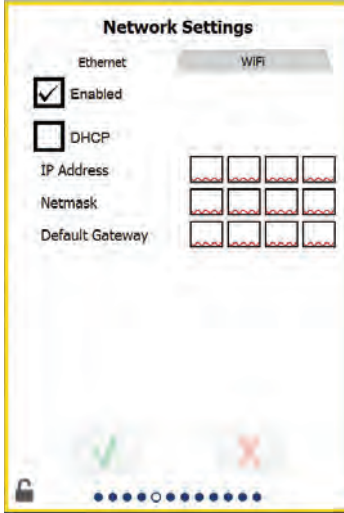 Network Settings
Ethernet WiFi
Enabled
DHCP
IP Address
Netmask
Default Gateway